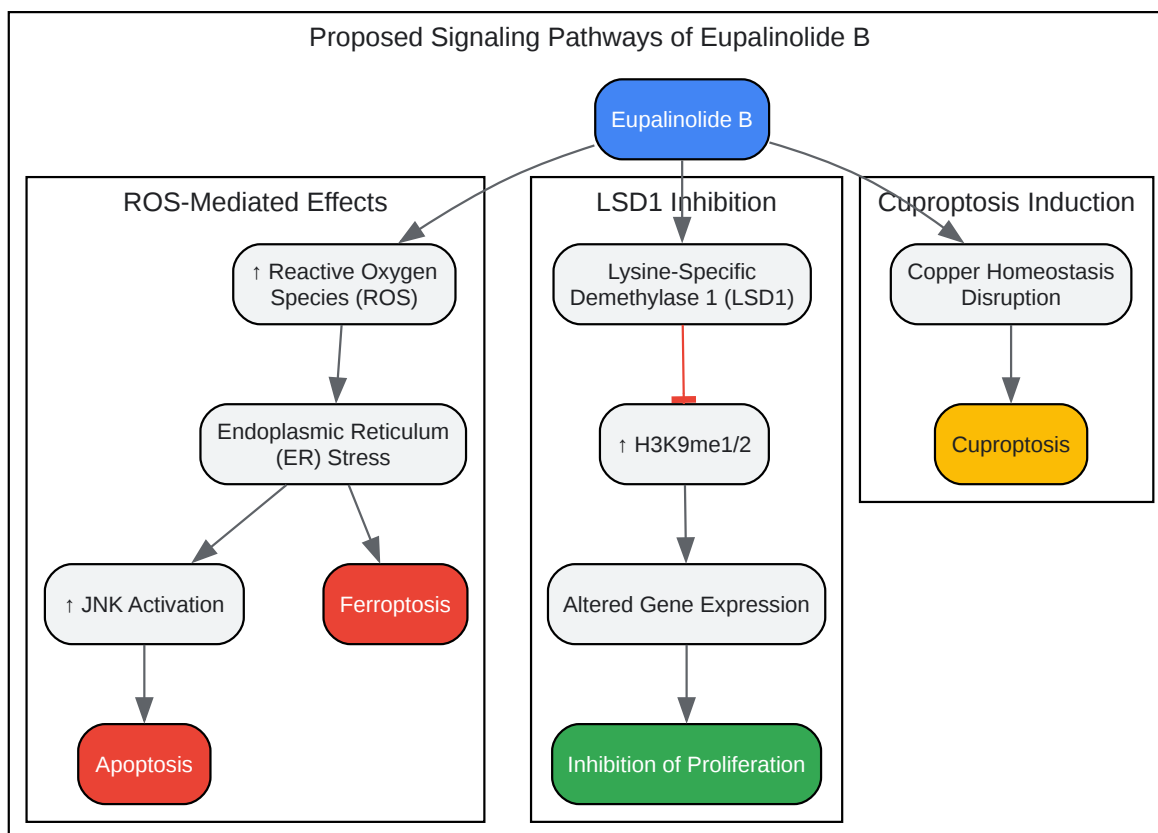 Proposed Signaling Pathways of Eupalinolide B
Eupalinolide B
ROS-Mediated Effects
LSD1 Inhibition
Cuproptosis Induction
↑ Reactive Oxygen
Species (ROS)
Lysine-Specific
Demethylase 1 (LSD1)
Copper Homeostasis
Disruption
Endoplasmic Reticulum
(ER) Stress
↑ H3K9me1/2
Cuproptosis
↑ JNK Activation
Ferroptosis
Altered Gene Expression
Apoptosis
Inhibition of Proliferation